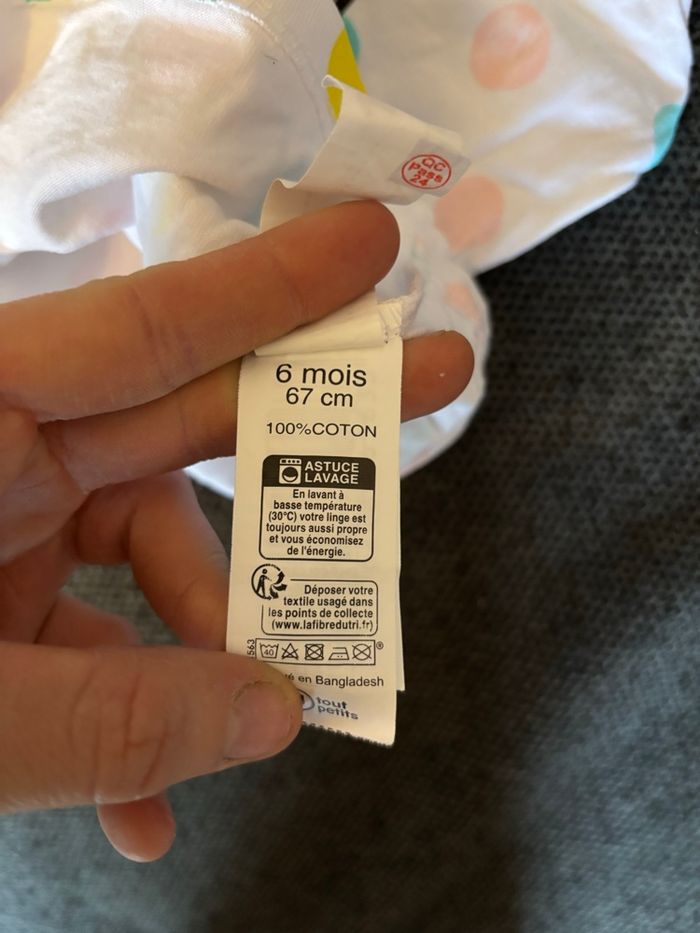 QC
Pass
24
6 mois
67 cm
100%COTON
ASTUCE
LAVAGE
En lavant à
basse température
(30°C) votre linge est
toujours aussi propre
et vous économisez
de l'énergie.
Déposer votre
textile usagé dans
les points de collecte
(www.lafibredutri.fr)
563
40
®
en Bangladesh
tout
petits